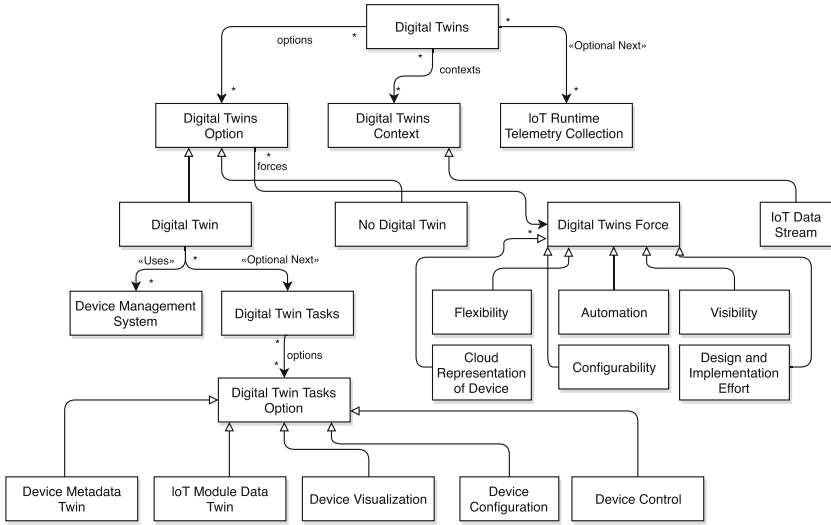 Digital Twins
*
*
options
«Optional Next»
*
contexts
*
*
*
Digital Twins
Option
Digital Twins
Context
IoT Runtime
Telemetry Collection
*
forces
Digital Twin
No Digital Twin
Digital Twins Force
IoT Data
Stream
*
«Uses»
*
«Optional Next»
*
Device Management
System
Digital Twin Tasks
Flexibility
Automation
Visibility
*
options
*
Cloud
Representation
of Device
Configurability
Design and
Implementation
Effort
Digital Twin Tasks
Option
Device Metadata
Twin
IoT Module Data
Twin
Device Visualization
Device
Configuration
Device Control